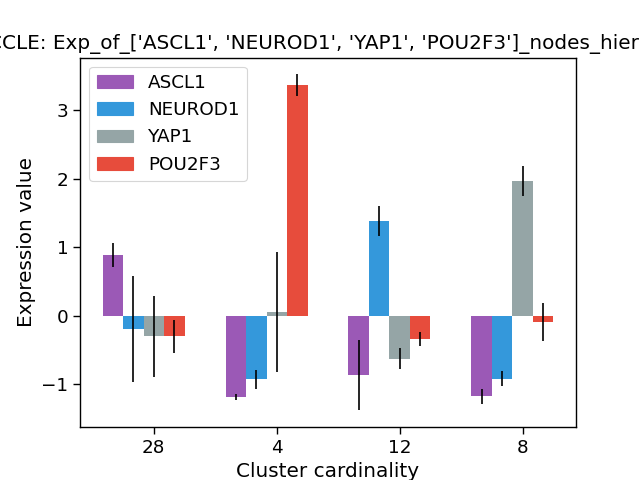 CCLE: Exp_of_['ASCL1', 'NEUROD1', 'YAP1', 'POU2F3']_nodes_hier
ASCL1
NEUROD1
YAP1
POU2F3
Expression value
3
2
1
0
−1
28 4 12 8
Cluster cardinality